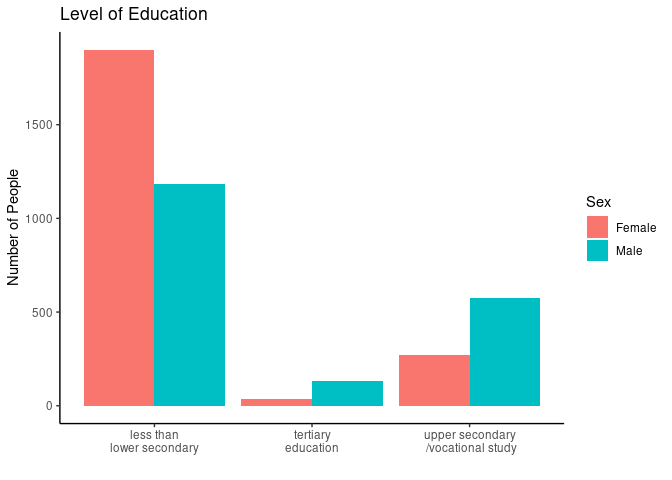 Level of Education
Number of People
1500
1000
500
0
less than
lower secondary
tertiary
education
upper secondary
/vocational study
Sex
Female
Male